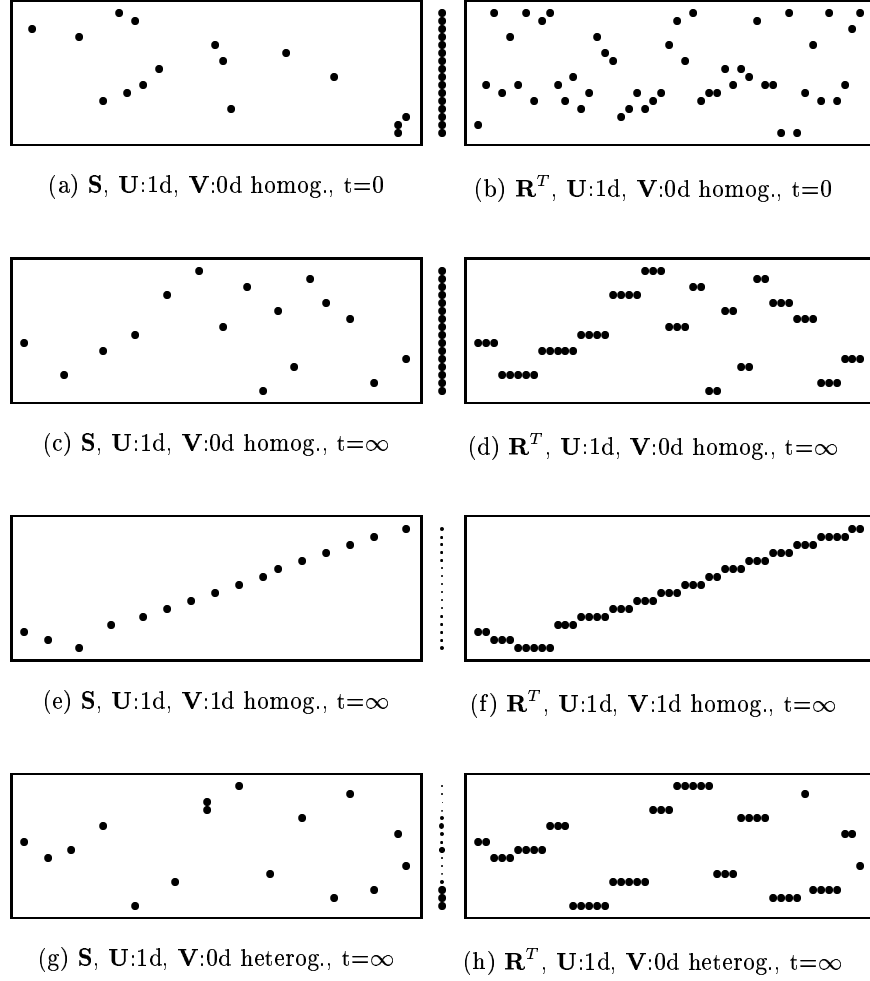 (a) S, U:1d, V:0d homog., t=0
(b) R^T, U:1d, V:0d homog., t=0
(c) S, U:1d, V:0d homog., t=∞
(d) R^T, U:1d, V:0d homog., t=∞
(e) S, U:1d, V:1d homog., t=∞
(f) R^T, U:1d, V:1d homog., t=∞
(g) S, U:1d, V:0d heterog., t=∞
(h) R^T, U:1d, V:0d heterog., t=∞